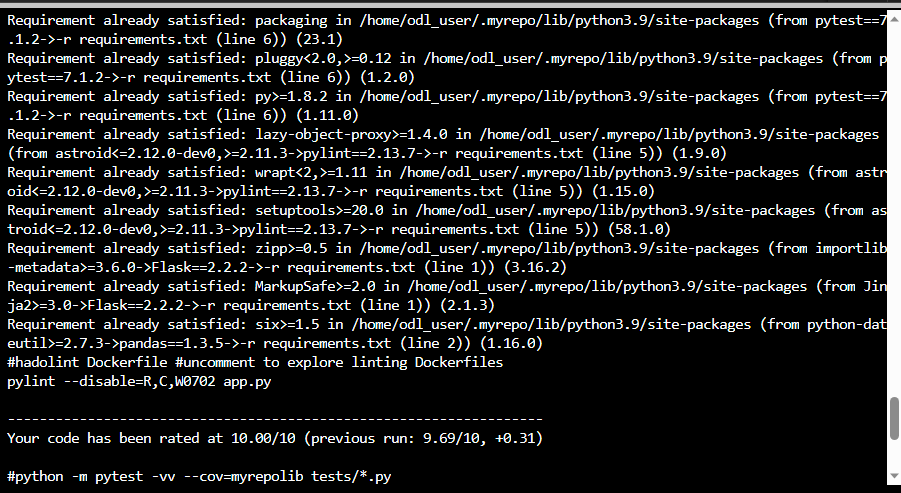 Requirement already satisfied: packaging in /home/odl_user/.myrepo/lib/python3.9/site-packages (from pytest==7
.1.2->-r requirements.txt (line 6)) (23.1)
Requirement already satisfied: pluggy<2.0,>=0.12 in /home/odl_user/.myrepo/lib/python3.9/site-packages (from p
ytest==7.1.2->-r requirements.txt (line 6)) (1.2.0)
Requirement already satisfied: py>=1.8.2 in /home/odl_user/.myrepo/lib/python3.9/site-packages (from pytest==7
.1.2->-r requirements.txt (line 6)) (1.11.0)
Requirement already satisfied: lazy-object-proxy>=1.4.0 in /home/odl_user/.myrepo/lib/python3.9/site-packages
(from astroid<=2.12.0-dev0,>=2.11.3->pylint==2.13.7->-r requirements.txt (line 5)) (1.9.0)
Requirement already satisfied: wrapt<2,>=1.11 in /home/odl_user/.myrepo/lib/python3.9/site-packages (from astr
oid<=2.12.0-dev0,>=2.11.3->pylint==2.13.7->-r requirements.txt (line 5)) (1.15.0)
Requirement already satisfied: setuptools>=20.0 in /home/odl_user/.myrepo/lib/python3.9/site-packages (from as
troid<=2.12.0-dev0,>=2.11.3->pylint==2.13.7->-r requirements.txt (line 5)) (58.1.0)
Requirement already satisfied: zipp>=0.5 in /home/odl_user/.myrepo/lib/python3.9/site-packages (from importlib
-metadata>=3.6.0->Flask==2.2.2->-r requirements.txt (line 1)) (3.16.2)
Requirement already satisfied: MarkupSafe>=2.0 in /home/odl_user/.myrepo/lib/python3.9/site-packages (from Jin
ja2>=3.0->Flask==2.2.2->-r requirements.txt (line 1)) (2.1.3)
Requirement already satisfied: six>=1.5 in /home/odl_user/.myrepo/lib/python3.9/site-packages (from python-dat
eutil>=2.7.3->pandas==1.3.5->-r requirements.txt (line 2)) (1.16.0)
#hadolint Dockerfile #uncomment to explore linting Dockerfiles
pylint --disable=R,C,W0702 app.py
-------------------------------------------------------------------
Your code has been rated at 10.00/10 (previous run: 9.69/10, +0.31)
#python -m pytest -vv --cov=myrepolib tests/*.py